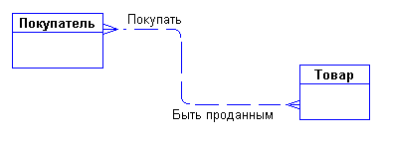 Покупатель
Покупать
Товар
Быть проданным